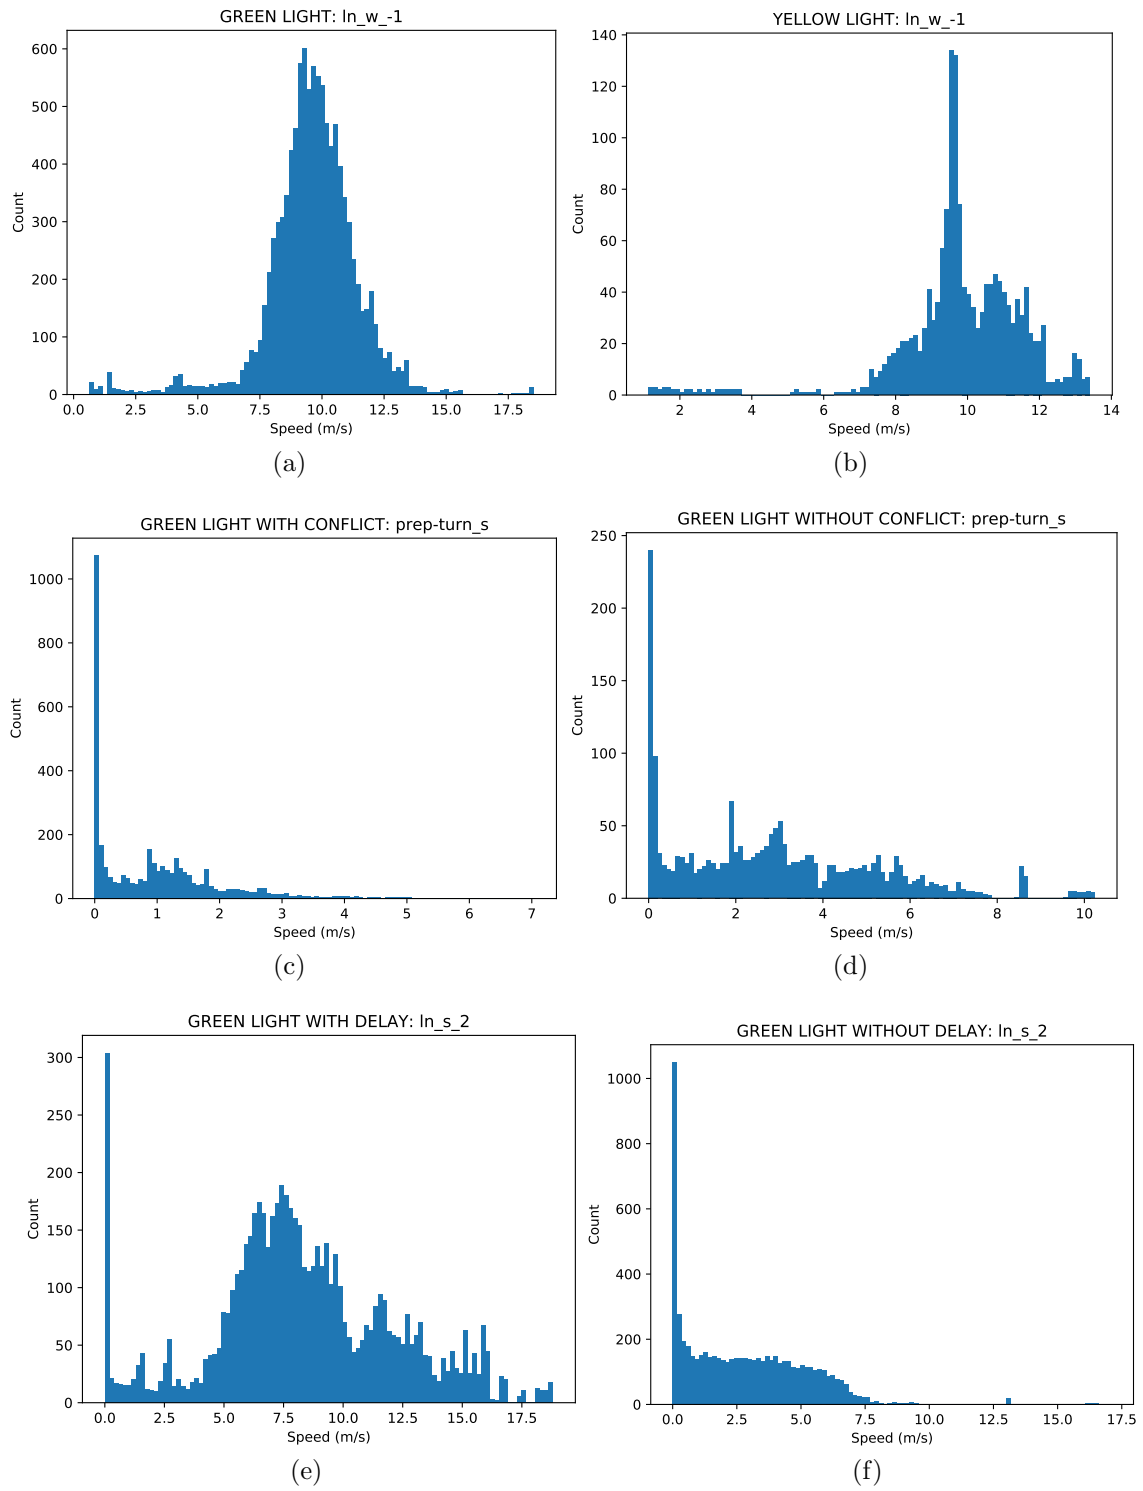 GREEN LIGHT: ln_w_-1
600
500
400
300
200
100
0
Count
0.0 2.5 5.0 7.5 10.0 12.5 15.0 17.5
Speed (m/s)
(a)
YELLOW LIGHT: ln_w_-1
140
120
100
80
60
40
20
0
Count
2 4 6 8 10 12 14
Speed (m/s)
(b)
GREEN LIGHT WITH CONFLICT: prep-turn_s
1000
800
600
400
200
0
Count
0 1 2 3 4 5 6 7
Speed (m/s)
(c)
GREEN LIGHT WITHOUT CONFLICT: prep-turn_s
250
200
150
100
50
0
Count
0 2 4 6 8 10
Speed (m/s)
(d)
GREEN LIGHT WITH DELAY: ln_s_2
300
250
200
150
100
50
0
Count
0.0 2.5 5.0 7.5 10.0 12.5 15.0 17.5
Speed (m/s)
(e)
GREEN LIGHT WITHOUT DELAY: ln_s_2
1000
800
600
400
200
0
Count
0.0 2.5 5.0 7.5 10.0 12.5 15.0 17.5
Speed (m/s)
(f)